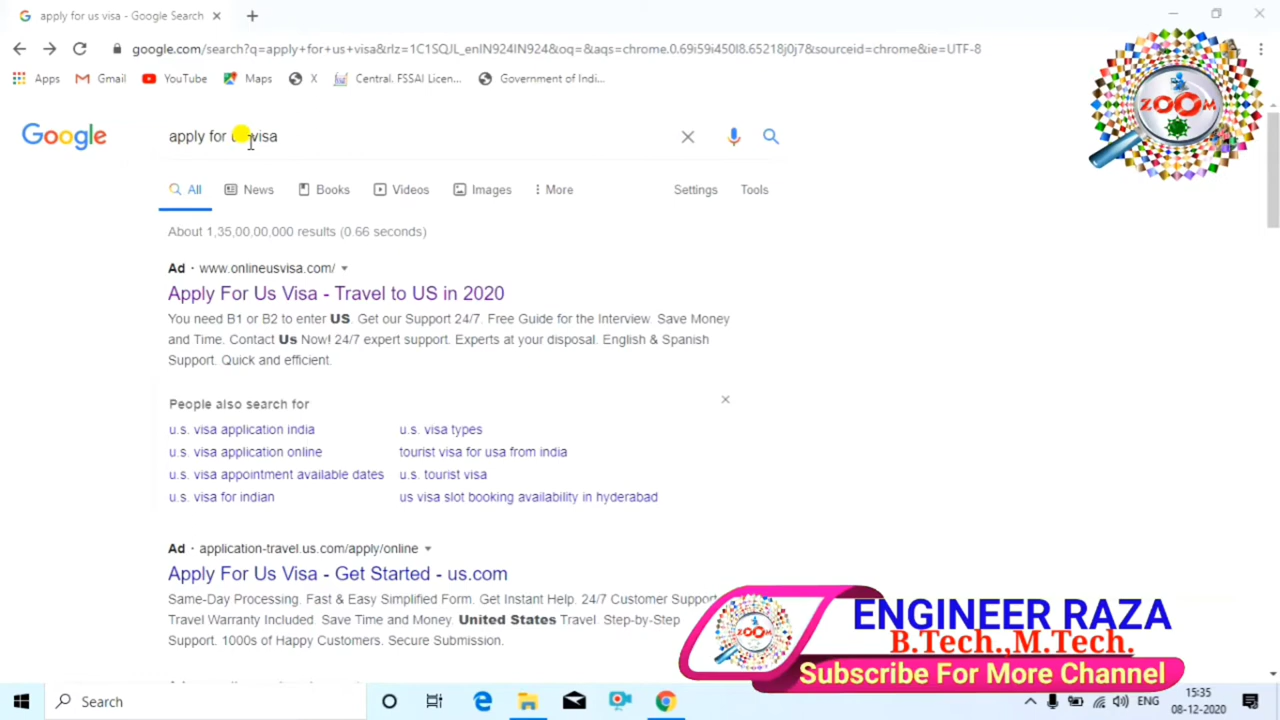 apply for us visa - Google Search
google.com/search?q=apply+for+us+visa&rlz=1C1SQJL_enIN924IN924&oq=&aqs=chrome.0.69i59i450l8.65218j0j7&sourceid=chrome&ie=UTF-8
Apps Gmail YouTube Maps X Central. FSSAI Licen... Government of Indi...
ZOOM
Google
apply for visa
All News Books Videos Images More Settings Tools
About 1,35,00,00,000 results (0.66 seconds)
Ad · www.onlineusvisa.com/
Apply For Us Visa - Travel to US in 2020
You need B1 or B2 to enter US. Get our Support 24/7. Free Guide for the Interview. Save Money
and Time. Contact Us Now! 24/7 expert support. Experts at your disposal. English & Spanish
Support. Quick and efficient.
People also search for
u.s. visa application india u.s. visa types
u.s. visa application online tourist visa for usa from india
u.s. visa appointment available dates u.s. tourist visa
u.s. visa for indian us visa slot booking availability in hyderabad
Ad · application-travel.us.com/apply/online
Apply For Us Visa - Get Started - us.com
Same-Day Processing. Fast & Easy Simplified Form. Get Instant Help. 24/7 Customer Support
Travel Warranty Included. Save Time and Money. United States Travel. Step-by-Step
Support. 1000s of Happy Customers. Secure Submission.
ZOOM
ENGINEER RAZA
B.Tech.,M.Tech.
Subscribe For More Channel
Search
ENG
15:35
08-12-2020